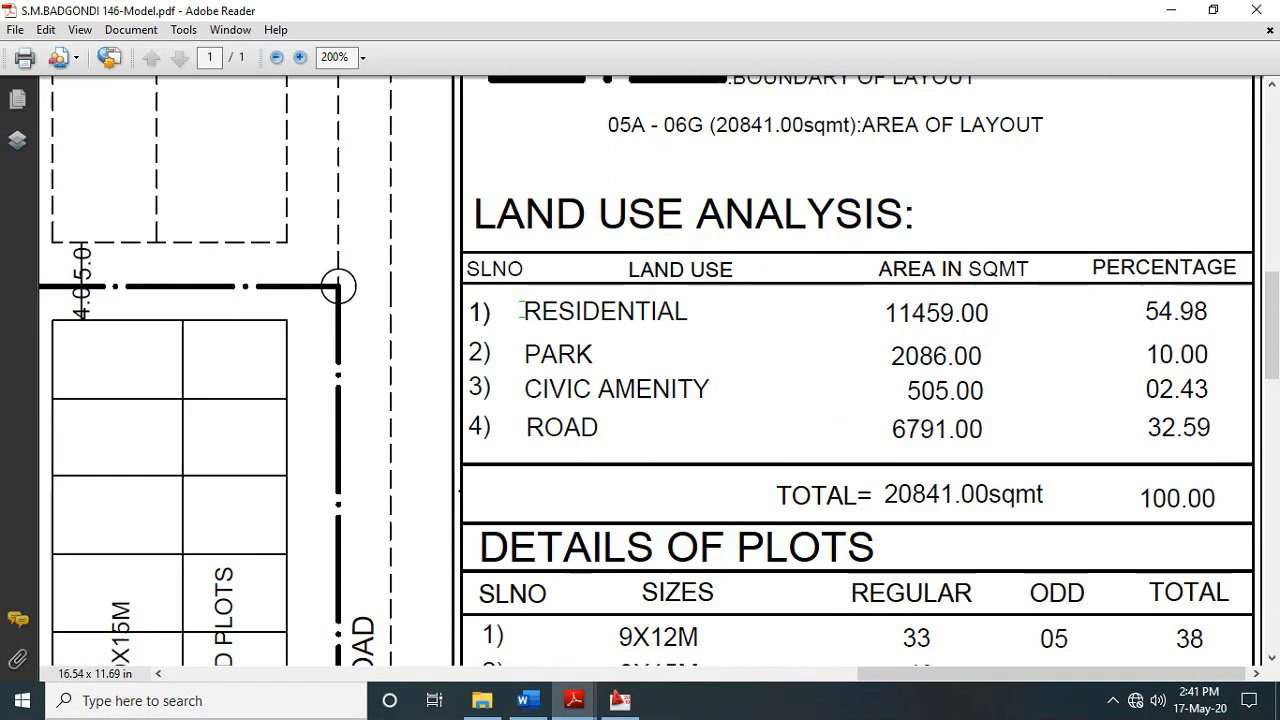 S.M.BADGONDI 146-Model.pdf - Adobe Reader
File Edit View Document Tools Window Help
1 / 1 200%
:BOUNDARY OF LAYOUT
05A - 06G (20841.00sqmt):AREA OF LAYOUT
LAND USE ANALYSIS:
SLNO LAND USE AREA IN SQMT PERCENTAGE
1) RESIDENTIAL 11459.00 54.98
2) PARK 2086.00 10.00
3) CIVIC AMENITY 505.00 02.43
4) ROAD 6791.00 32.59
TOTAL= 20841.00sqmt 100.00
DETAILS OF PLOTS
SLNO SIZES REGULAR ODD TOTAL
1) 9X12M 33 05 38
4.0 5.0
X15M
D PLOTS
OAD
16.54 x 11.69 in
Type here to search
2:41 PM
17-May-20